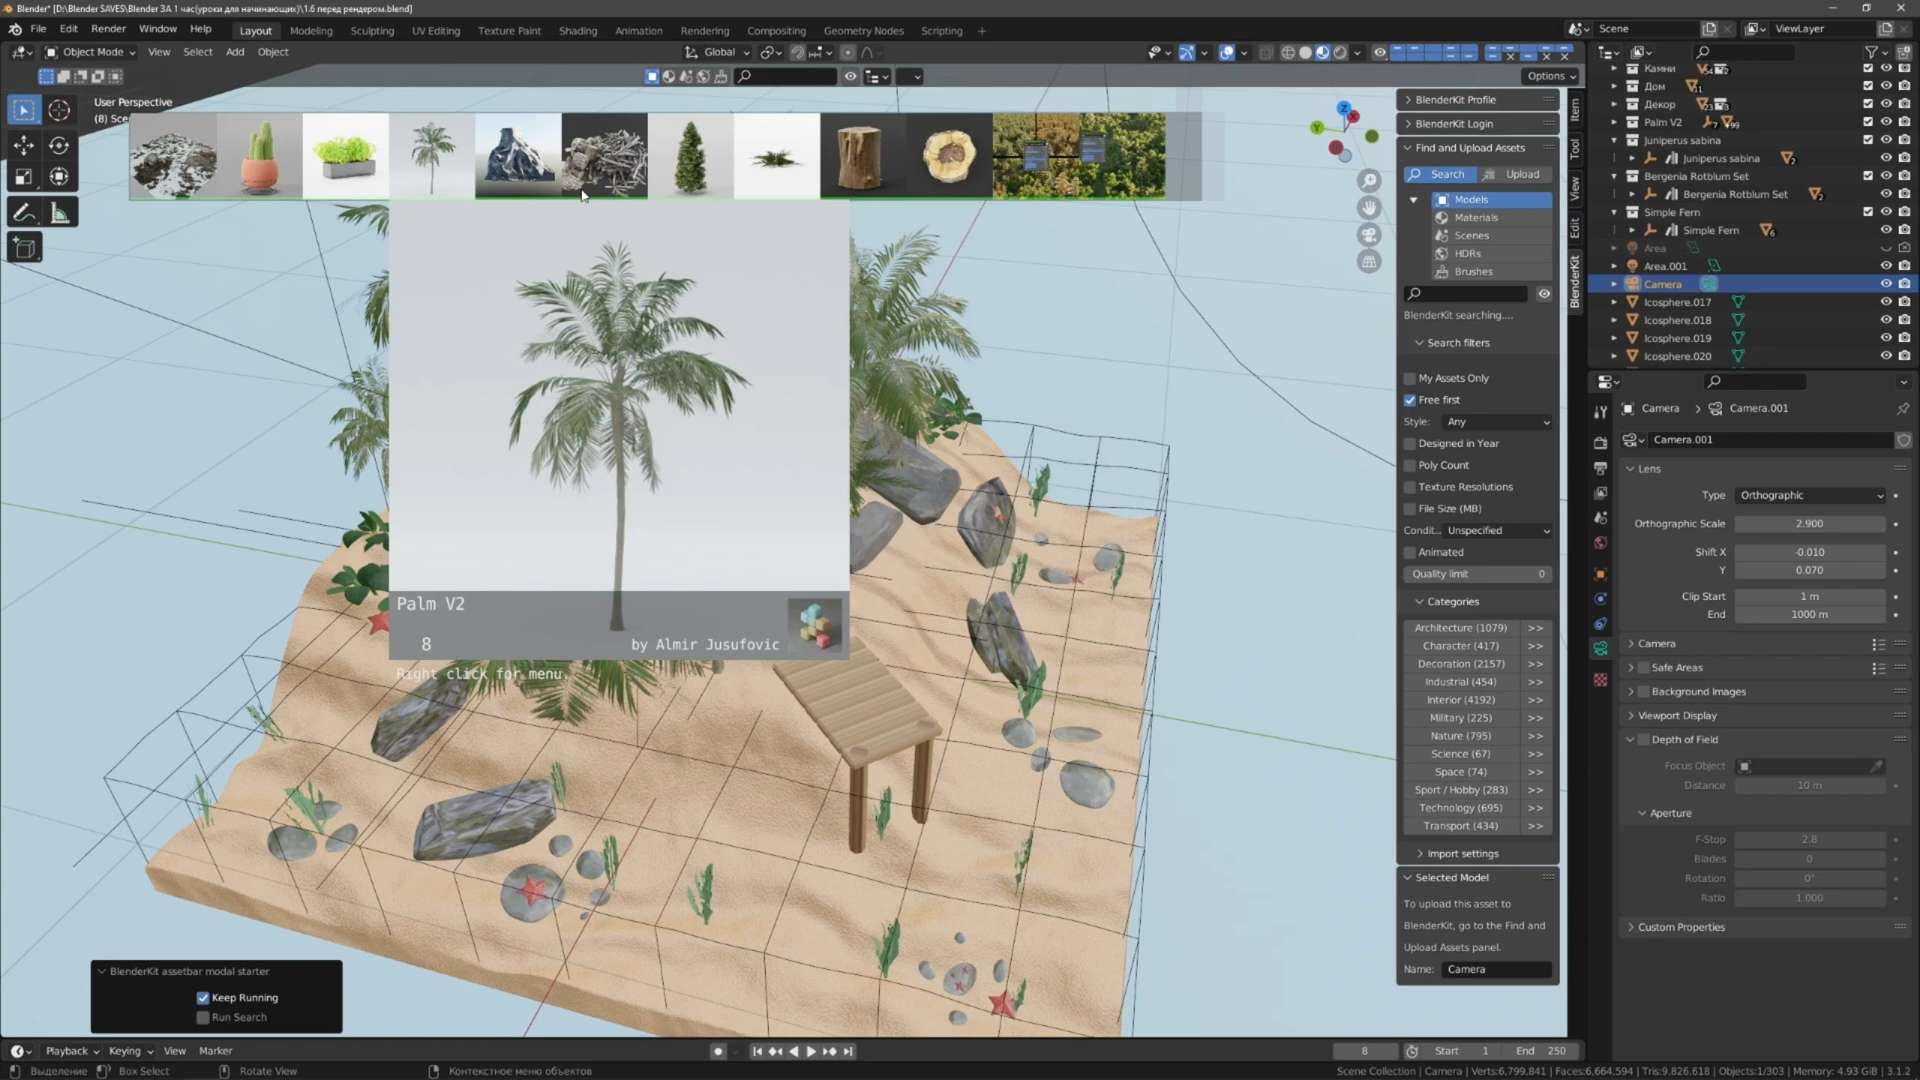 Blender* [D:\Blender SAVES\Blender ЗА 1 час(уроки для начинающих)\1.6 перед рендером.blend]
File Edit Render Window Help Layout Modeling Sculpting UV Editing Texture Paint Shading Animation Rendering Compositing Geometry Nodes Scripting + Scene ViewLayer
Object Mode View Select Add Object Global
Options
User Perspective
(8)
BlenderKit Profile
BlenderKit Login
Find and Upload Assets
Search Upload
Models
Materials
Scenes
HDRs
Brushes
BlenderKit searching....
Search filters
My Assets Only
Free first
Style: Any
Designed in Year
Poly Count
Texture Resolutions
File Size (MB)
Condit... Unspecified
Animated
Quality limit 0
Categories
Architecture (1079) >>
Character (417) >>
Decoration (2157) >>
Industrial (454) >>
Interior (4192) >>
Military (225) >>
Nature (795) >>
Science (67) >>
Space (74) >>
Sport / Hobby (283) >>
Technology (695) >>
Transport (434) >>
Import settings
Selected Model
To upload this asset to
BlenderKit, go to the Find and
Upload Assets panel.
Name: Camera
Item
Tool
View
Edit
BlenderKit
Камни
Дом 11
Декор
Palm V2 7 99
Juniperus sabina
Juniperus sabina 2
Bergenia Rotblum Set
Bergenia Rotblum Set 2
Simple Fern
Simple Fern 6
Area
Area.001
Camera
Icosphere.017
Icosphere.018
Icosphere.019
Icosphere.020
Camera > Camera.001
Camera.001
Lens
Type Orthographic
Orthographic Scale 2.900
Shift X -0.010
Y 0.070
Clip Start 1 m
End 1000 m
Camera
Safe Areas
Background Images
Viewport Display
Depth of Field
Focus Object
Distance 10 m
Aperture
F-Stop 2.8
Blades 0
Rotation 0°
Ratio 1.000
Custom Properties
Palm V2
8 by Almir Jusufovic
Right click for menu.
BlenderKit assetbar modal starter
Keep Running
Run Search
Playback Keying View Marker 8 Start 1 End 250
Выделение Box Select Rotate View Контекстное меню объектов Scene Collection | Camera | Verts:6,799,841 | Faces:6,664,594 | Tris:9,826,618 | Objects:1/303 | Memory: 4.93 GiB | 3.1.2